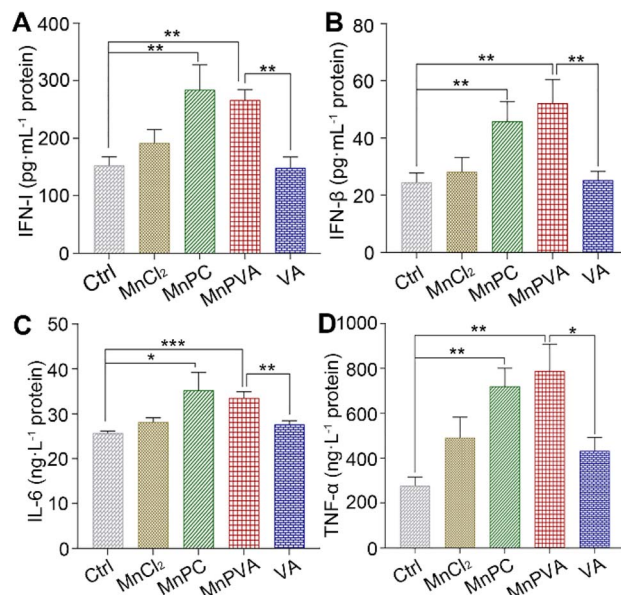 A
400
300
200
100
0
IFN-I (pg·mL⁻¹ protein)
**
**
**
Ctrl
MnCl₂
MnPC
MnPVA
VA
B
80
60
40
20
0
IFN-β (pg·mL⁻¹ protein)
**
**
**
Ctrl
MnCl₂
MnPC
MnPVA
VA
C
50
40
30
20
10
0
IL-6 (ng·L⁻¹ protein)
***
*
**
Ctrl
MnCl₂
MnPC
MnPVA
VA
D
1000
800
600
400
200
0
TNF-α (ng·L⁻¹ protein)
**
**
*
Ctrl
MnCl₂
MnPC
MnPVA
VA